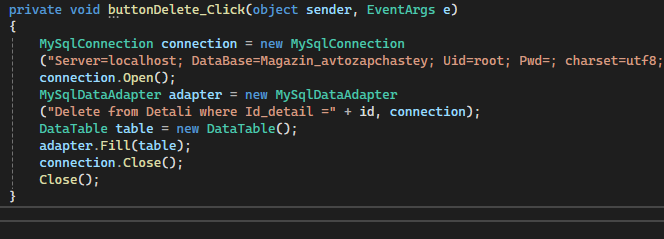 private void buttonDelete_Click(object sender, EventArgs e)
{
MySqlConnection connection = new MySqlConnection
("Server=localhost; DataBase=Magazin_avtozapchastey; Uid=root; Pwd=; charset=utf8;
connection.Open();
MySqlDataAdapter adapter = new MySqlDataAdapter
("Delete from Detali where Id_detail =" + id, connection);
DataTable table = new DataTable();
adapter.Fill(table);
connection.Close();
Close();
}